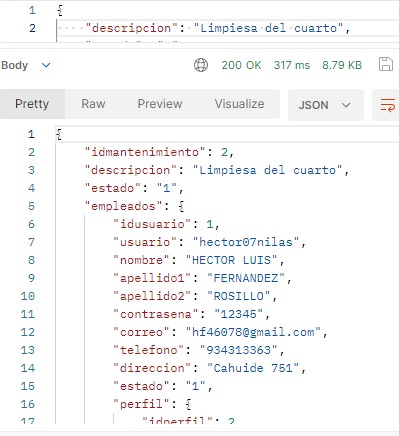 1 {
2 "descripcion": "Limpiesa del cuarto",
Body 200 OK 317 ms 8.79 KB
Pretty Raw Preview Visualize JSON
1 {
2 "idmantenimiento": 2,
3 "descripcion": "Limpiesa del cuarto",
4 "estado": "1",
5 "empleados": {
6 "idusuario": 1,
7 "usuario": "hector07nilas",
8 "nombre": "HECTOR LUIS",
9 "apellido1": "FERNANDEZ",
10 "apellido2": "ROSILLO",
11 "contrasena": "12345",
12 "correo": "hf46078@gmail.com",
13 "telefono": "934313363",
14 "direccion": "Cahuide 751",
15 "estado": "1",
16 "perfil": {
17 "idperfil": 2